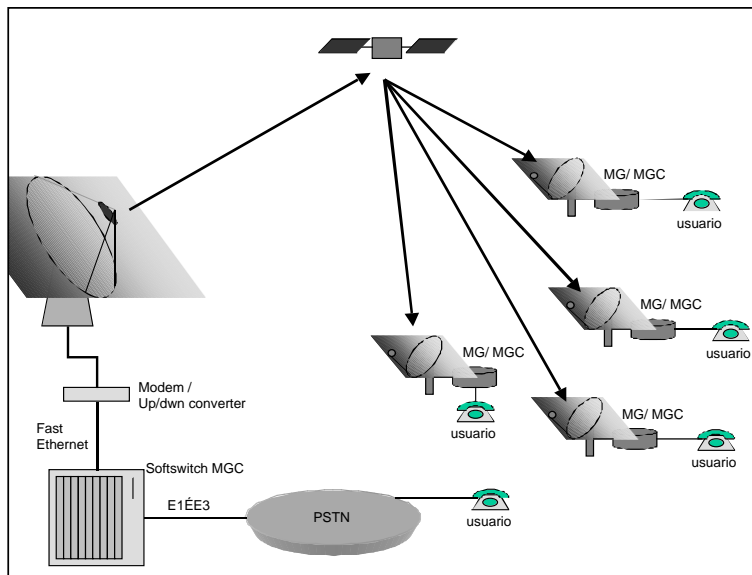 MG/ MGC
usuario
MG/ MGC
usuario
MG/ MGC
usuario
MG/ MGC
usuario
Modem /
Up/dwn converter
Fast
Ethernet
Softswitch MGC
E1ÉE3
PSTN
usuario